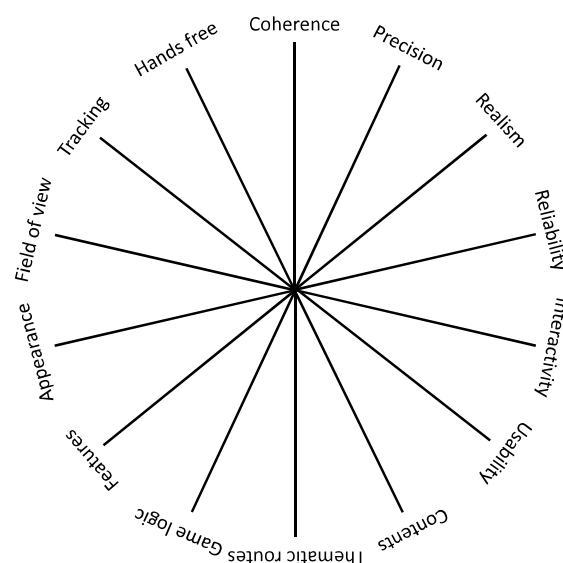 Coherence
Precision
Realism
Reliability
Interactivity
Usability
Contents
Thematic routes
Game logic
Features
Appearance
Field of view
Tracking
Hands free